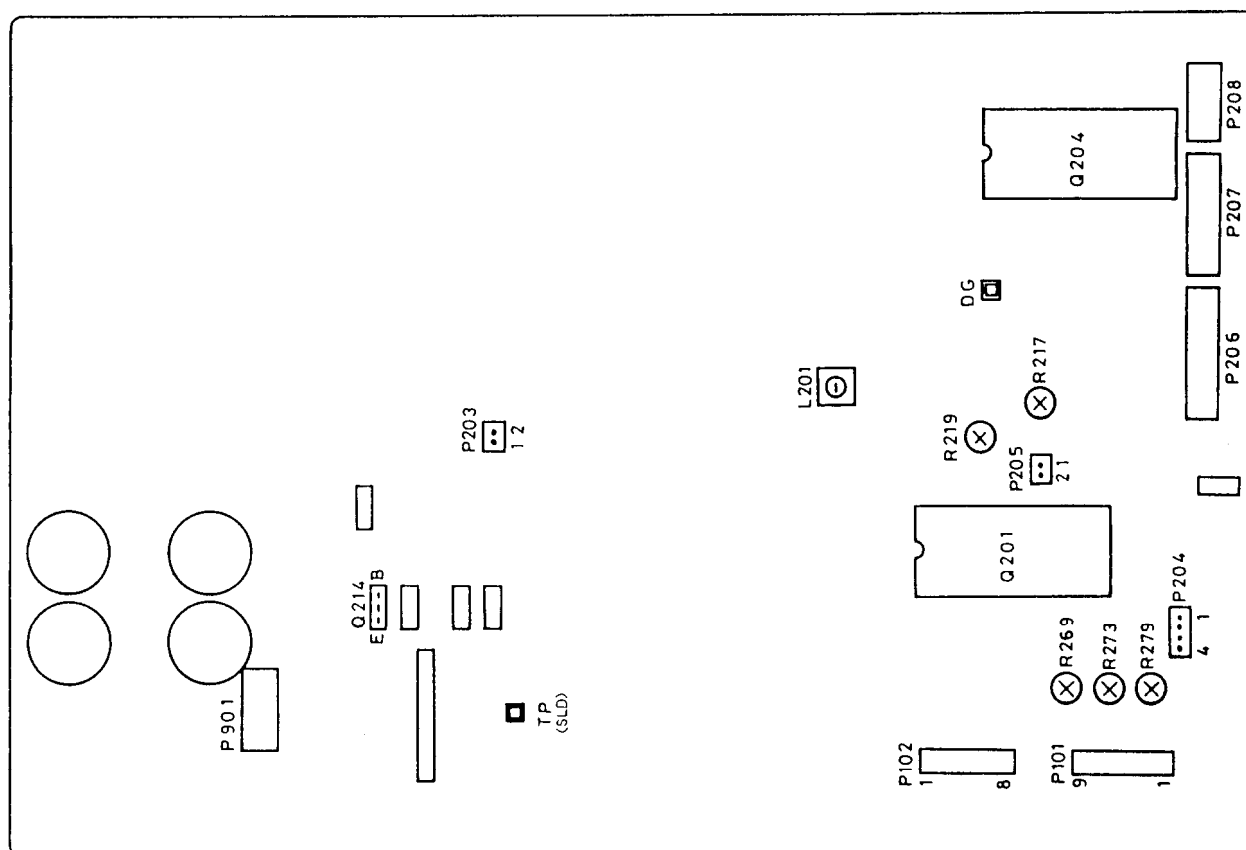 P208
Q204
P207
DG
P206
L201
R217
P203
1 2
R219
P205
2 1
Q214
E
B
Q201
P204
4 1
R269
R273
R279
P901
TP
(SLD)
P102
1
8
P101
9
1